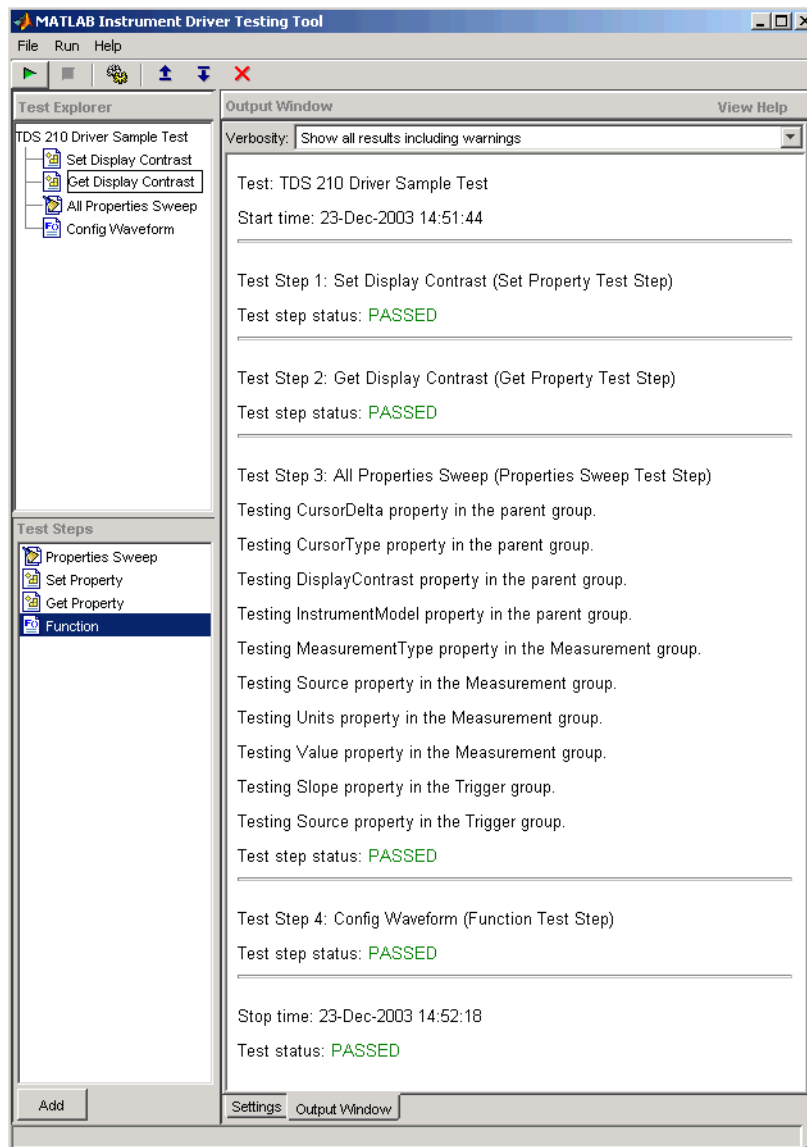 MATLAB Instrument Driver Testing Tool
File Run Help
Test Explorer
TDS 210 Driver Sample Test
Set Display Contrast
Get Display Contrast
All Properties Sweep
Config Waveform
Test Steps
Properties Sweep
Set Property
Get Property
Function
Add
Output Window View Help
Verbosity: Show all results including warnings
Test: TDS 210 Driver Sample Test
Start time: 23-Dec-2003 14:51:44
Test Step 1: Set Display Contrast (Set Property Test Step)
Test step status: PASSED
Test Step 2: Get Display Contrast (Get Property Test Step)
Test step status: PASSED
Test Step 3: All Properties Sweep (Properties Sweep Test Step)
Testing CursorDelta property in the parent group.
Testing CursorType property in the parent group.
Testing DisplayContrast property in the parent group.
Testing InstrumentModel property in the parent group.
Testing MeasurementType property in the Measurement group.
Testing Source property in the Measurement group.
Testing Units property in the Measurement group.
Testing Value property in the Measurement group.
Testing Slope property in the Trigger group.
Testing Source property in the Trigger group.
Test step status: PASSED
Test Step 4: Config Waveform (Function Test Step)
Test step status: PASSED
Stop time: 23-Dec-2003 14:52:18
Test status: PASSED
Settings Output Window